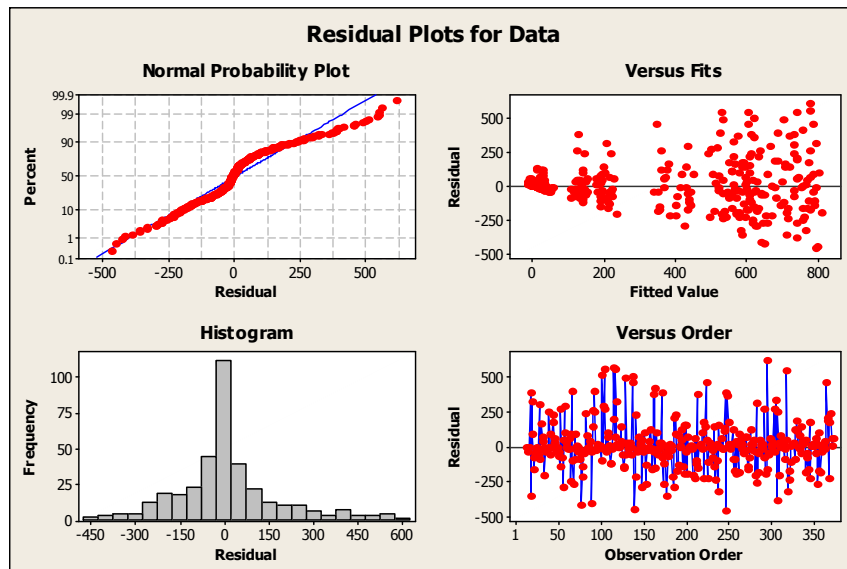 Residual Plots for Data
Normal Probability Plot
99.9
99
90
50
10
1
0.1
Percent
-500 -250 0 250 500
Residual
Versus Fits
500
250
0
-250
-500
Residual
0 200 400 600 800
Fitted Value
Histogram
100
75
50
25
0
Frequency
-450 -300 -150 0 150 300 450 600
Residual
Versus Order
500
250
0
-250
-500
Residual
1 50 100 150 200 250 300 350
Observation Order